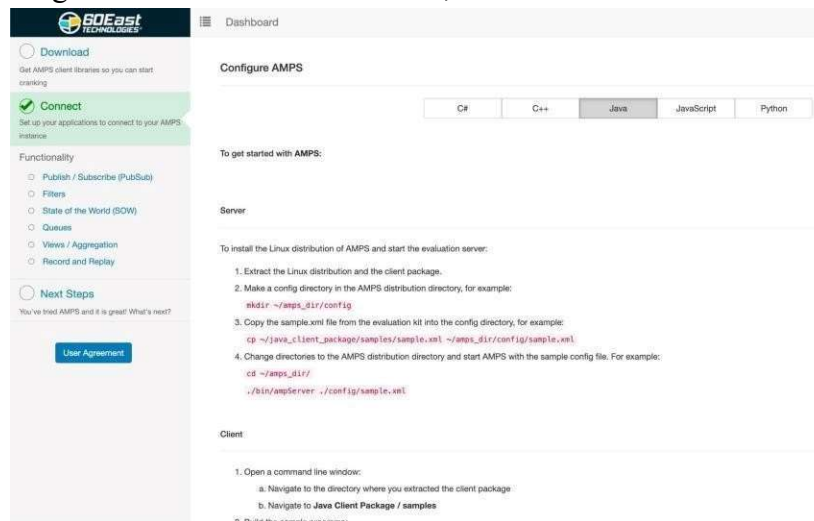 60East
TECHNOLOGIES
Dashboard
Download
Get AMPS client libraries so you can start
cranking
Connect
Set up your applications to connect to your AMPS
instance
Functionality
Publish / Subscribe (PubSub)
Filters
State of the World (SOW)
Queues
Views / Aggregation
Record and Replay
Next Steps
You've tried AMPS and it is great! What's next?
User Agreement
Configure AMPS
C#
C++
Java
JavaScript
Python
To get started with AMPS:
Server
To install the Linux distribution of AMPS and start the evaluation server:
1. Extract the Linux distribution and the client package.
2. Make a config directory in the AMPS distribution directory, for example:
mkdir ~/amps_dir/config
3. Copy the sample.xml file from the evaluation kit into the config directory, for example:
cp ~/java_client_package/samples/sample.xml ~/amps_dir/config/sample.xml
4. Change directories to the AMPS distribution directory and start AMPS with the sample config file. For example:
cd ~/amps_dir/
./bin/ampServer ./config/sample.xml
Client
1. Open a command line window:
a. Navigate to the directory where you extracted the client package
b. Navigate to Java Client Package / samples